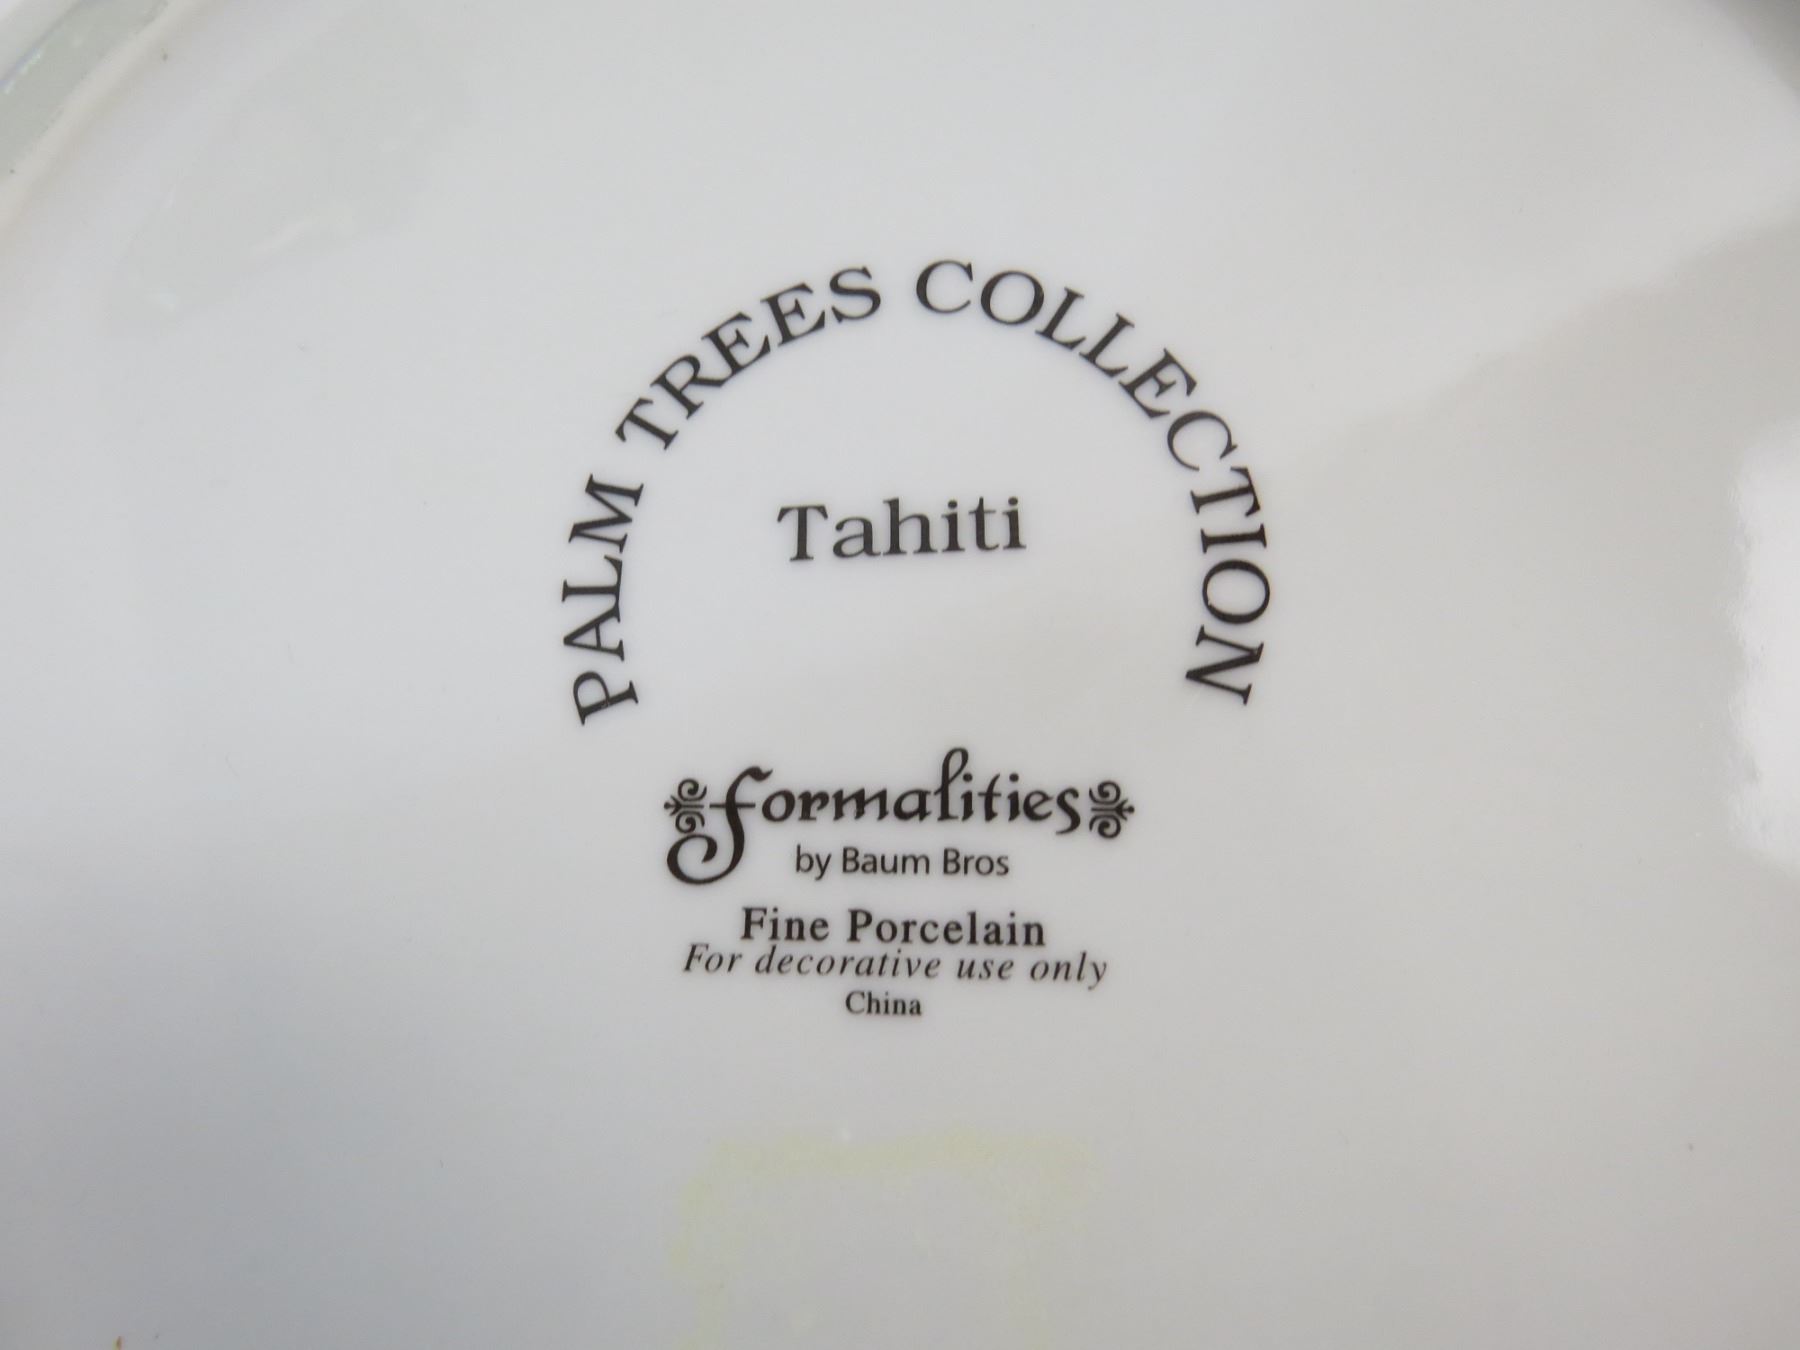 PALM TREES COLLECTION
Tahiti
formalities
by Baum Bros
Fine Porcelain
For decorative use only
China